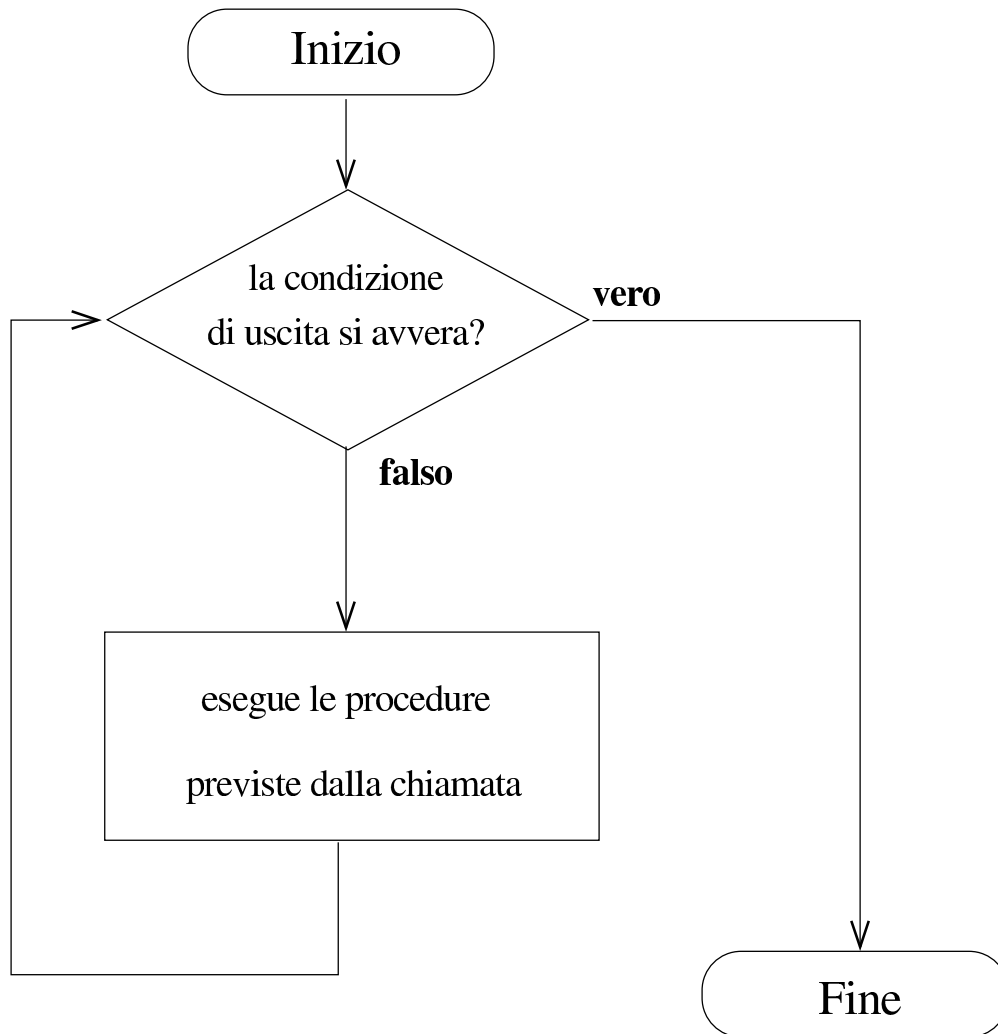 Inizio
la condizione
di uscita si avvera?
vero
falso
esegue le procedure
previste dalla chiamata
Fine